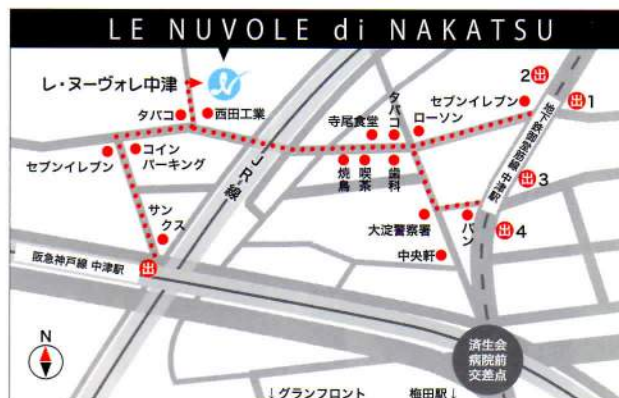 LE NUVOLE di NAKATSU
レ・ヌーヴォレ中津
タバコ
西田工業
セブンイレブン
コイン
パーキング
サン
クス
阪急神戸線 中津駅
出
JR線
寺尾食堂
タバコ
ローソン
焼鳥
喫茶
歯科
セブンイレブン
2出
出1
地下鉄御堂筋線 中津駅
出3
出4
大淀警察署
パン
中央軒
済生会
病院前
交差点
N
↓グランフロント
梅田駅↓